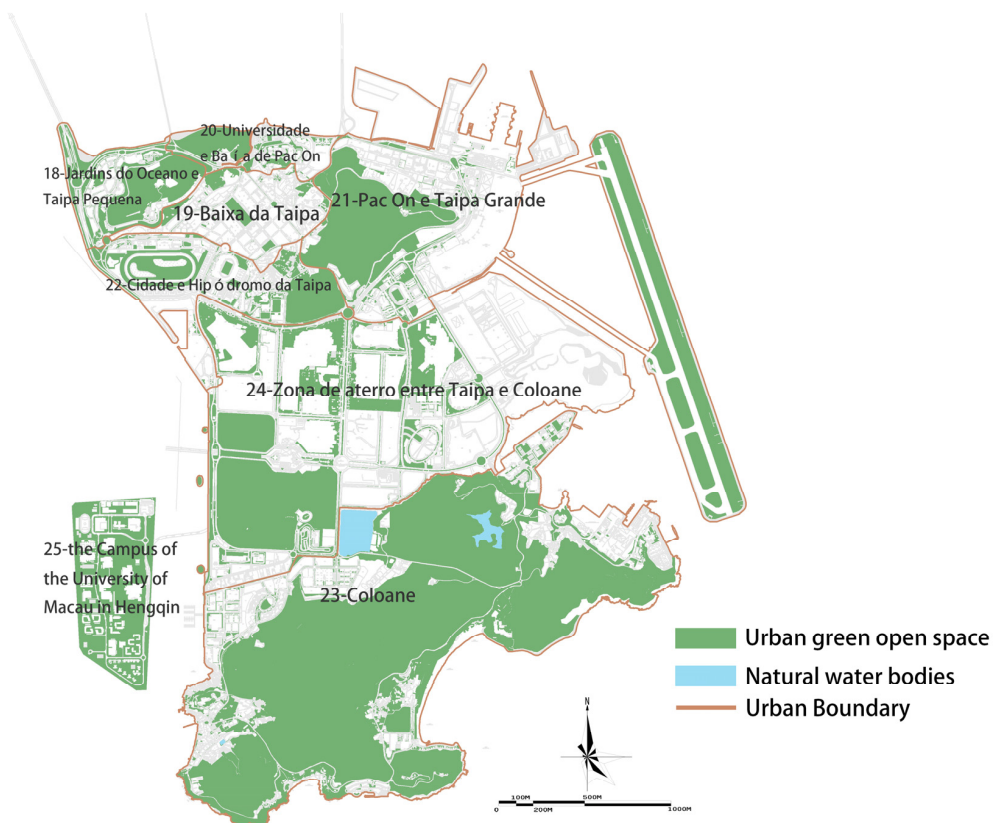 20-Universidade
e Ba í a de Pac On
18-Jardins do Oceano e
Taipa Pequena
19-Baixa da Taipa
21-Pac On e Taipa Grande
22-Cidade e Hip ó dromo da Taipa
24-Zona de aterro entre Taipa e Coloane
25-the Campus of
the University of
Macau in Hengqin
23-Coloane
Urban green open space
Natural water bodies
Urban Boundary
N
100M 500M
0 200M 1000M